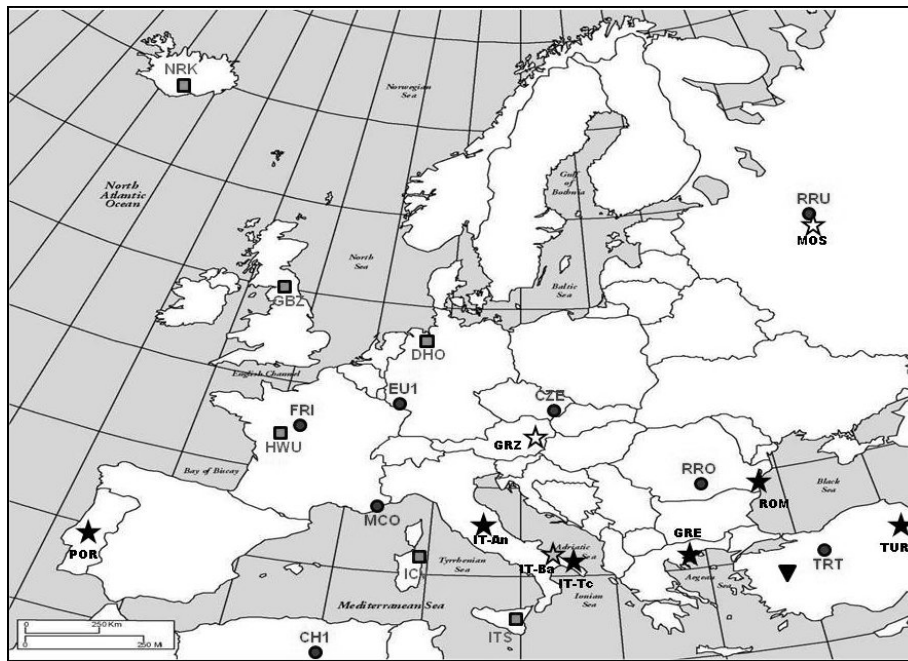 NRK
Norwegian
Sea
North
Atlantic
Ocean
Gulf
of
Bothnia
RRU
MOS
North
Sea
GBZ
Baltic
Sea
DHO
English Channel
EU1
CZE
FRI
HWU
GRZ
Bay of Biscay
RRO
ROM
Black
Sea
MCO
IT-An
POR
GRE
TUR
Adriatic
Sea
ICV
Tyrrhenian
Sea
IT-Ba
IT-Tc
Aegean
Sea
TRT
Ionian
Sea
Mediterranean Sea
ITS
CH1
0 250 Km
0 250 Mi